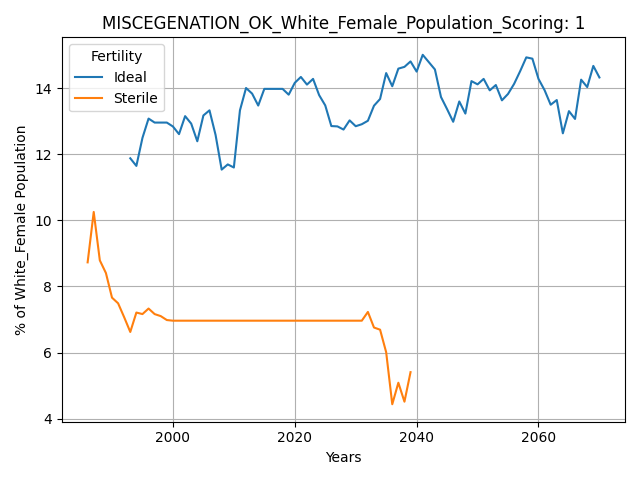 MISCEGENATION_OK_White_Female_Population_Scoring: 1
Fertility
Ideal
Sterile
% of White_Female Population
14
12
10
8
6
4
2000
2020
2040
2060
Years